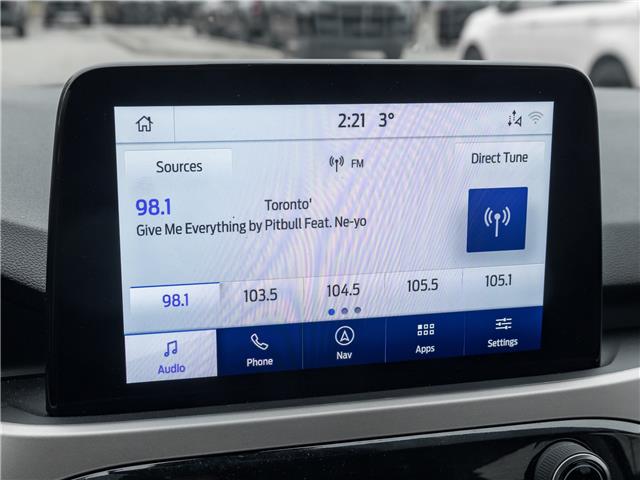 2:21 3°
Sources
FM
Direct Tune
98.1
Toronto'
Give Me Everything by Pitbull Feat. Ne-yo
98.1 103.5 104.5 105.5 105.1
Audio Phone Nav Apps Settings